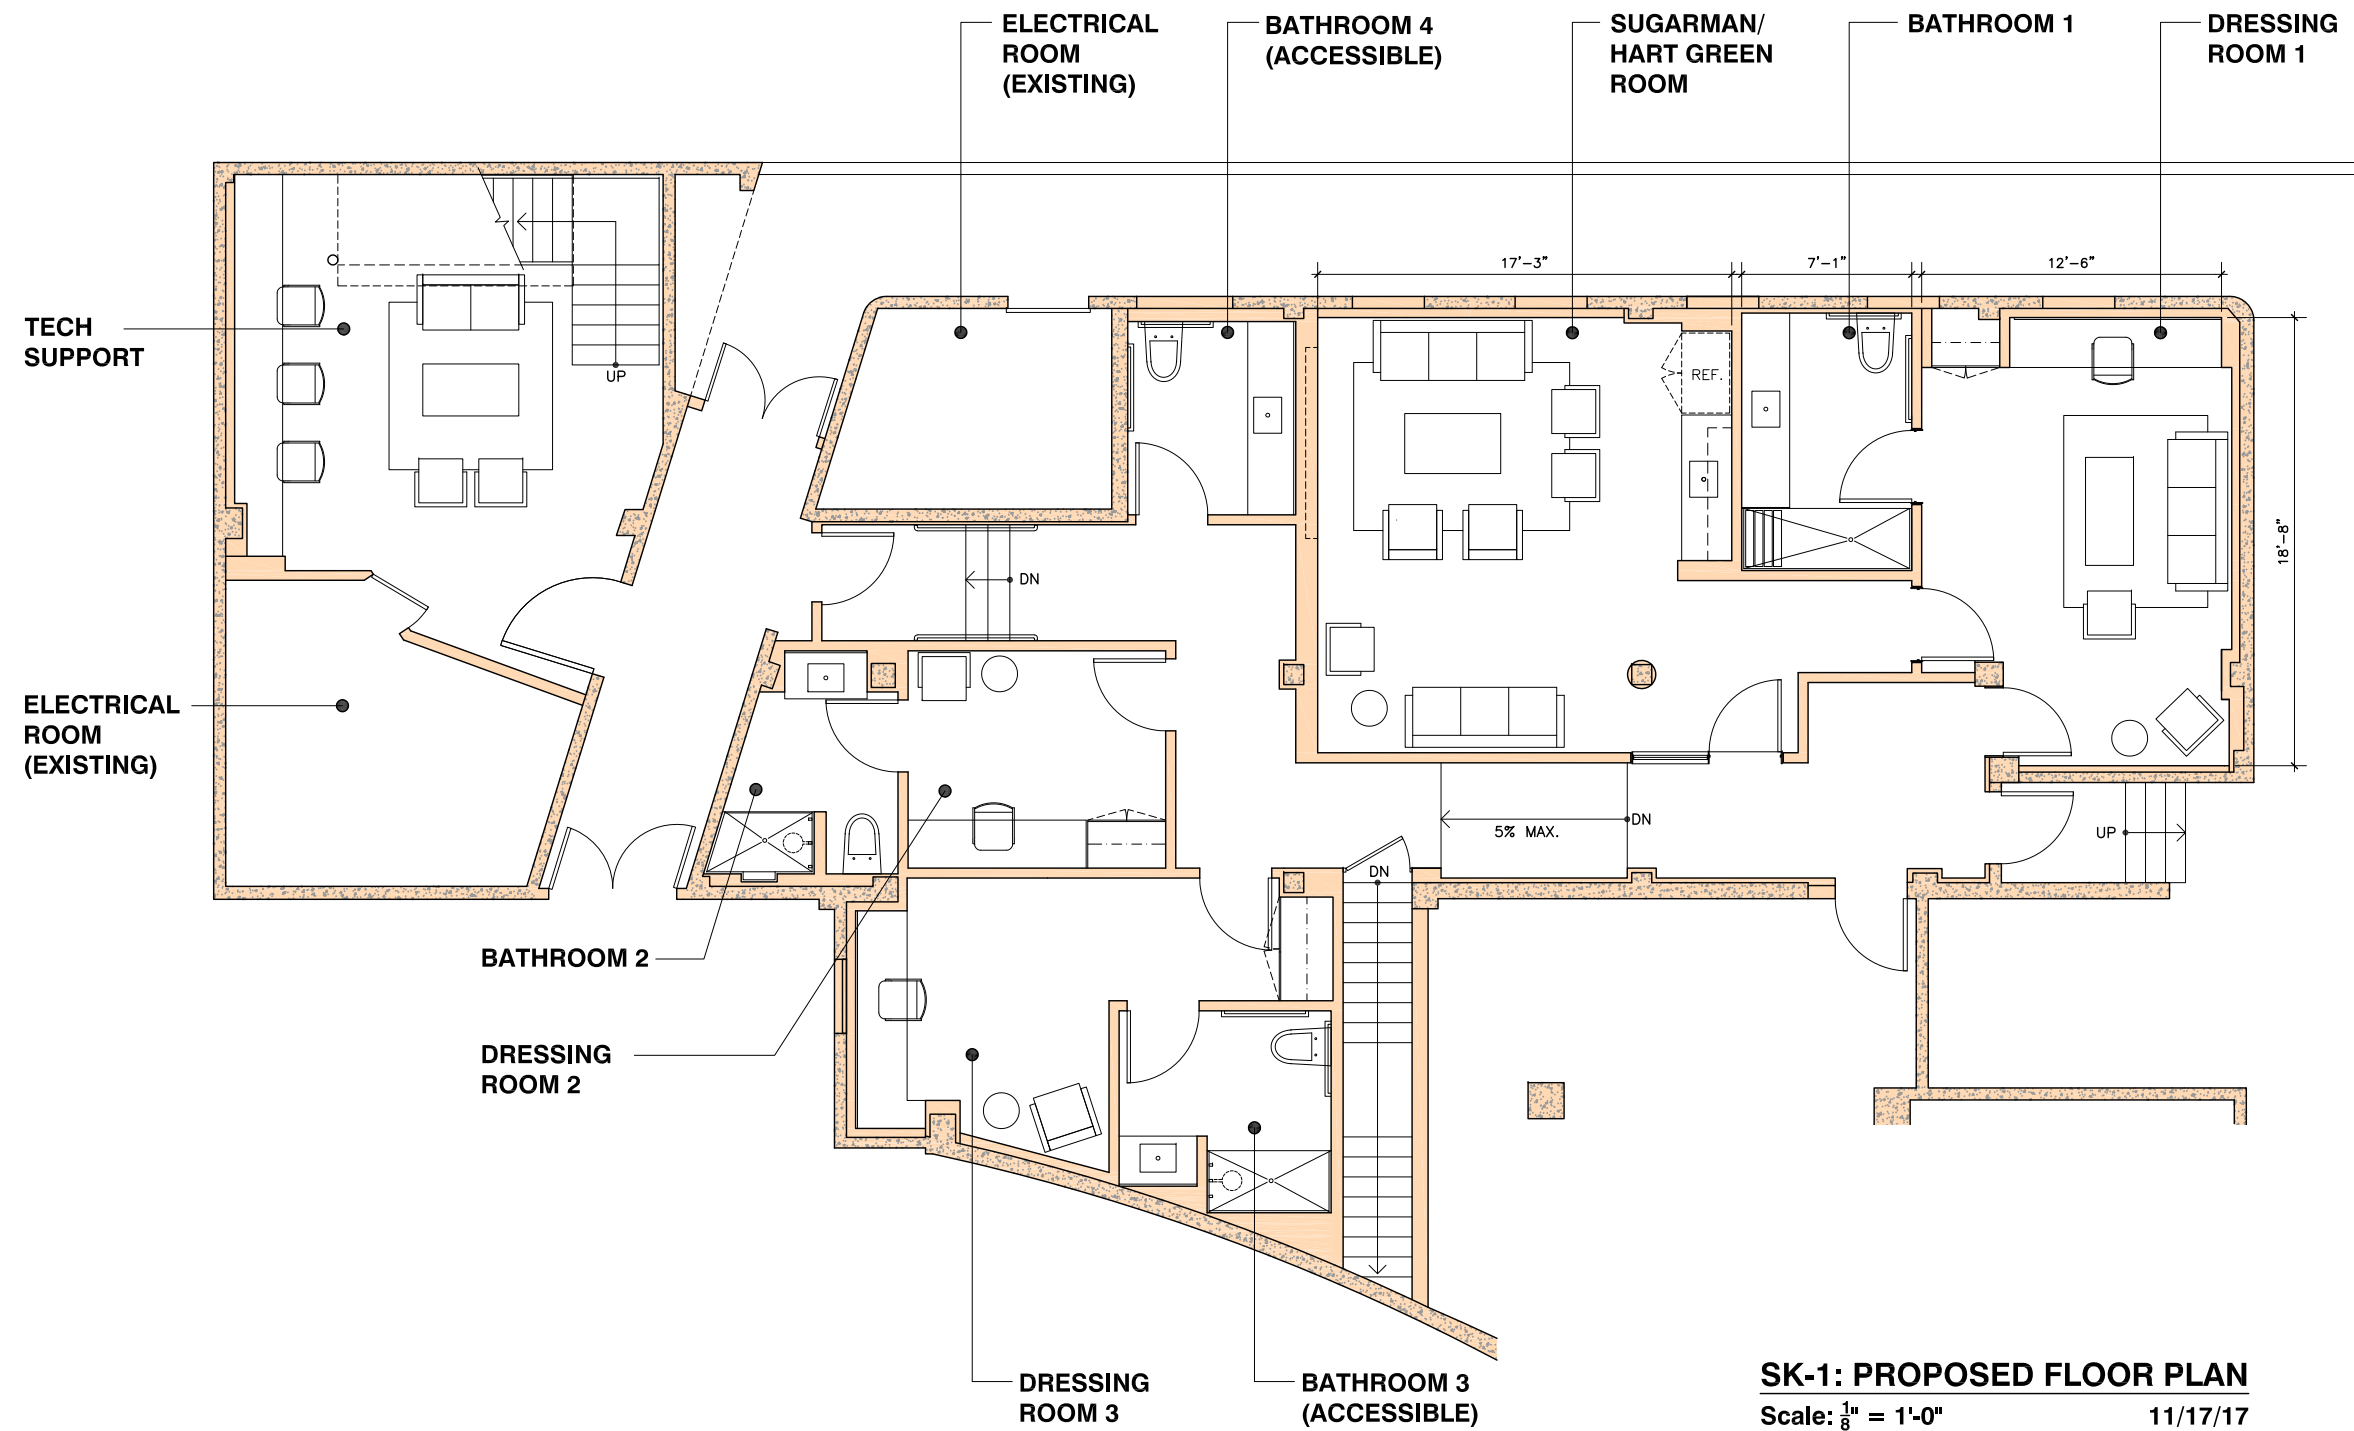 ELECTRICAL
ROOM
(EXISTING)
BATHROOM 4
(ACCESSIBLE)
SUGARMAN/
HART GREEN
ROOM
BATHROOM 1
DRESSING
ROOM 1
17'-3"
7'-1"
12'-6"
TECH
SUPPORT
UP
REF.
18'-8"
DN
ELECTRICAL
ROOM
(EXISTING)
5% MAX.
DN
UP
DN
BATHROOM 2
DRESSING
ROOM 2
DRESSING
ROOM 3
BATHROOM 3
(ACCESSIBLE)
SK-1: PROPOSED FLOOR PLAN
Scale: 1/8" = 1'-0"
11/17/17